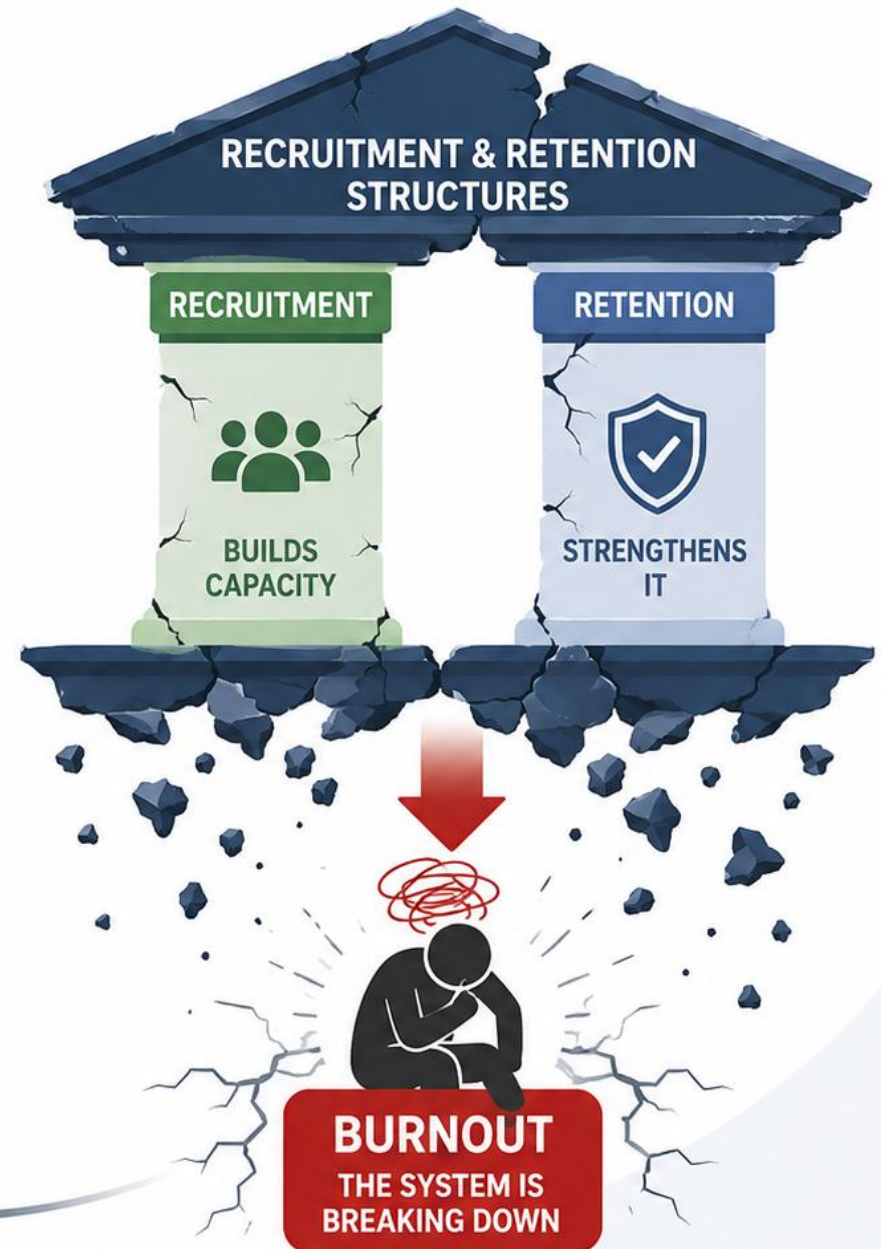 RECRUITMENT & RETENTION
STRUCTURES
RECRUITMENT
RETENTION
BUILDS
CAPACITY
STRENGTHENS
IT
BURNOUT
THE SYSTEM IS
BREAKING DOWN